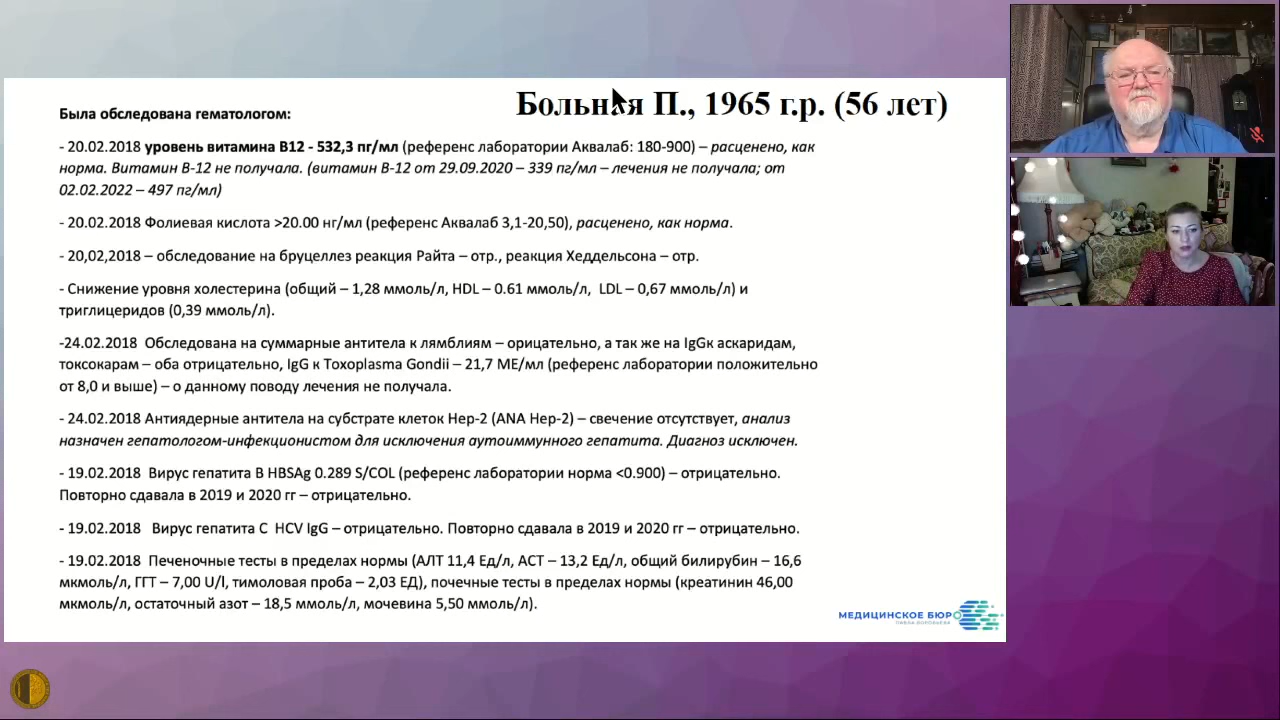 Больная П., 1965 г.р. (56 лет)
Была обследована гематологом:
- 20.02.2018 уровень витамина В12 - 532,3 пг/мл (референс лаборатории Аквалаб: 180-900) – расценено, как
норма. Витамин В-12 не получала. (витамин В-12 от 29.09.2020 – 339 пг/мл – лечения не получала; от
02.02.2022 – 497 пг/мл)
- 20.02.2018 Фолиевая кислота >20.00 нг/мл (референс Аквалаб 3,1-20,50), расценено, как норма.
- 20,02,2018 – обследование на бруцеллез реакция Райта – отр., реакция Хеддельсона – отр.
- Снижение уровня холестерина (общий – 1,28 ммоль/л, HDL – 0.61 ммоль/л, LDL – 0,67 ммоль/л) и
триглицеридов (0,39 ммоль/л).
-24.02.2018 Обследована на суммарные антитела к лямблиям – орицательно, а так же на IgGк аскаридам,
токсокарам – оба отрицательно, IgG к Toxoplasma Gondii – 21,7 МЕ/мл (референс лаборатории положительно
от 8,0 и выше) – о данному поводу лечения не получала.
- 24.02.2018 Антиядерные антитела на субстрате клеток Hep-2 (ANA Hep-2) – свечение отсутствует, анализ
назначен гепатологом-инфекционистом для исключения аутоиммунного гепатита. Диагноз исключен.
- 19.02.2018 Вирус гепатита В HBSAg 0.289 S/COL (референс лаборатории норма <0.900) – отрицательно.
Повторно сдавала в 2019 и 2020 гг – отрицательно.
- 19.02.2018 Вирус гепатита С HCV IgG – отрицательно. Повторно сдавала в 2019 и 2020 гг – отрицательно.
- 19.02.2018 Печеночные тесты в пределах нормы (АЛТ 11,4 Ед/л, АСТ – 13,2 Ед/л, общий билирубин – 16,6
мкмоль/л, ГГТ – 7,00 U/l, тимоловая проба – 2,03 ЕД), почечные тесты в пределах нормы (креатинин 46,00
мкмоль/л, остаточный азот – 18,5 ммоль/л, мочевина 5,50 ммоль/л).
МЕДИЦИНСКОЕ БЮРО
ПАВЛА ВОРОБЬЕВА